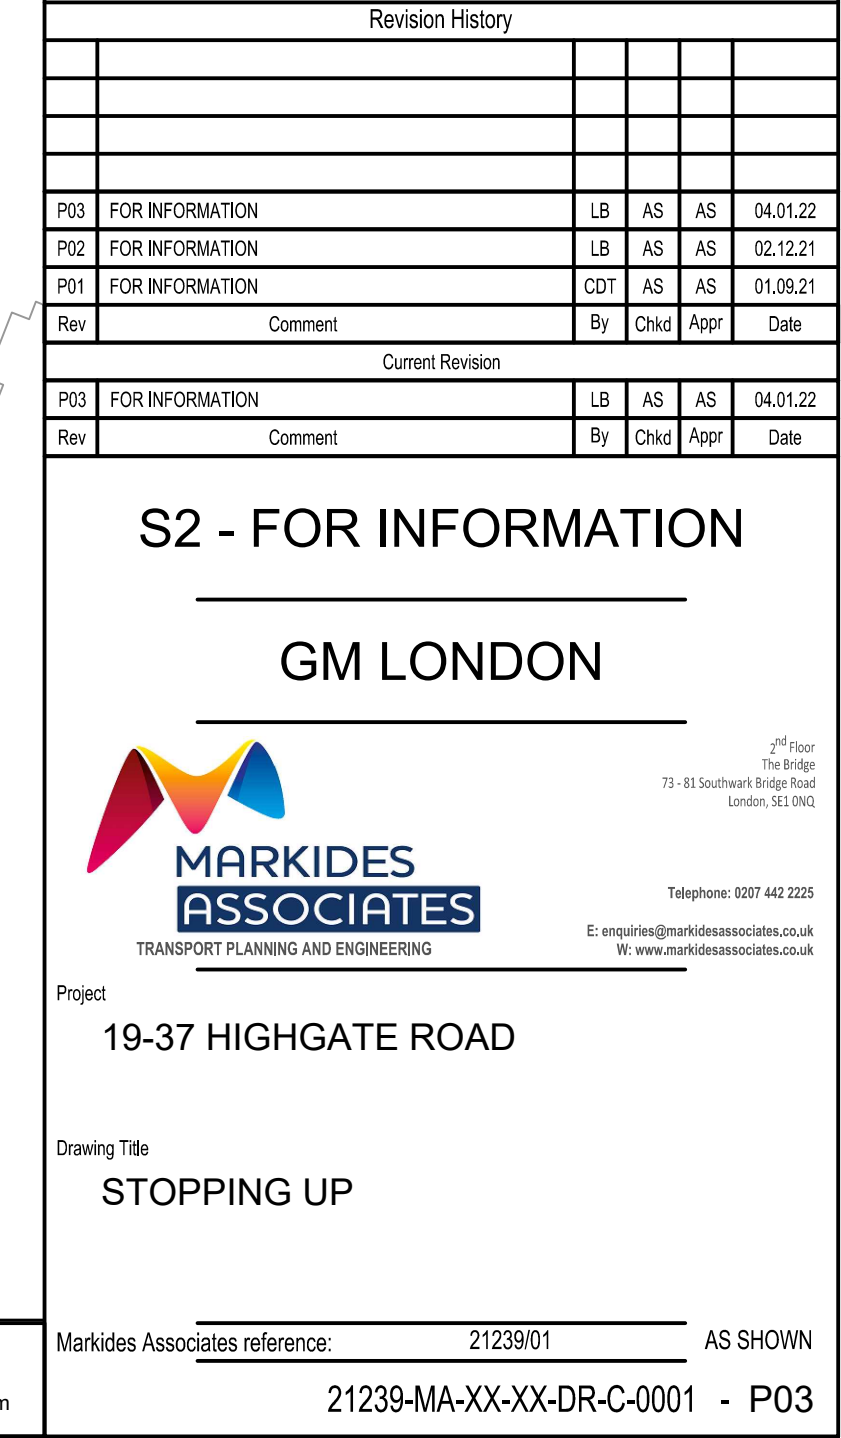 Revision History
P03 FOR INFORMATION LB AS AS 04.01.22
P02 FOR INFORMATION LB AS AS 02.12.21
P01 FOR INFORMATION CDT AS AS 01.09.21
Rev Comment By Chkd Appr Date
Current Revision
P03 FOR INFORMATION LB AS AS 04.01.22
Rev Comment By Chkd Appr Date
S2 - FOR INFORMATION
GM LONDON
2nd Floor
The Bridge
73 - 81 Southwark Bridge Road
London, SE1 0NQ
MARKIDES
ASSOCIATES
TRANSPORT PLANNING AND ENGINEERING
Telephone: 0207 442 2225
E: enquiries@markidesassociates.co.uk
W: www.markidesassociates.co.uk
Project
19-37 HIGHGATE ROAD
Drawing Title
STOPPING UP
Markides Associates reference: 21239/01 AS SHOWN
21239-MA-XX-XX-DR-C-0001 - P03